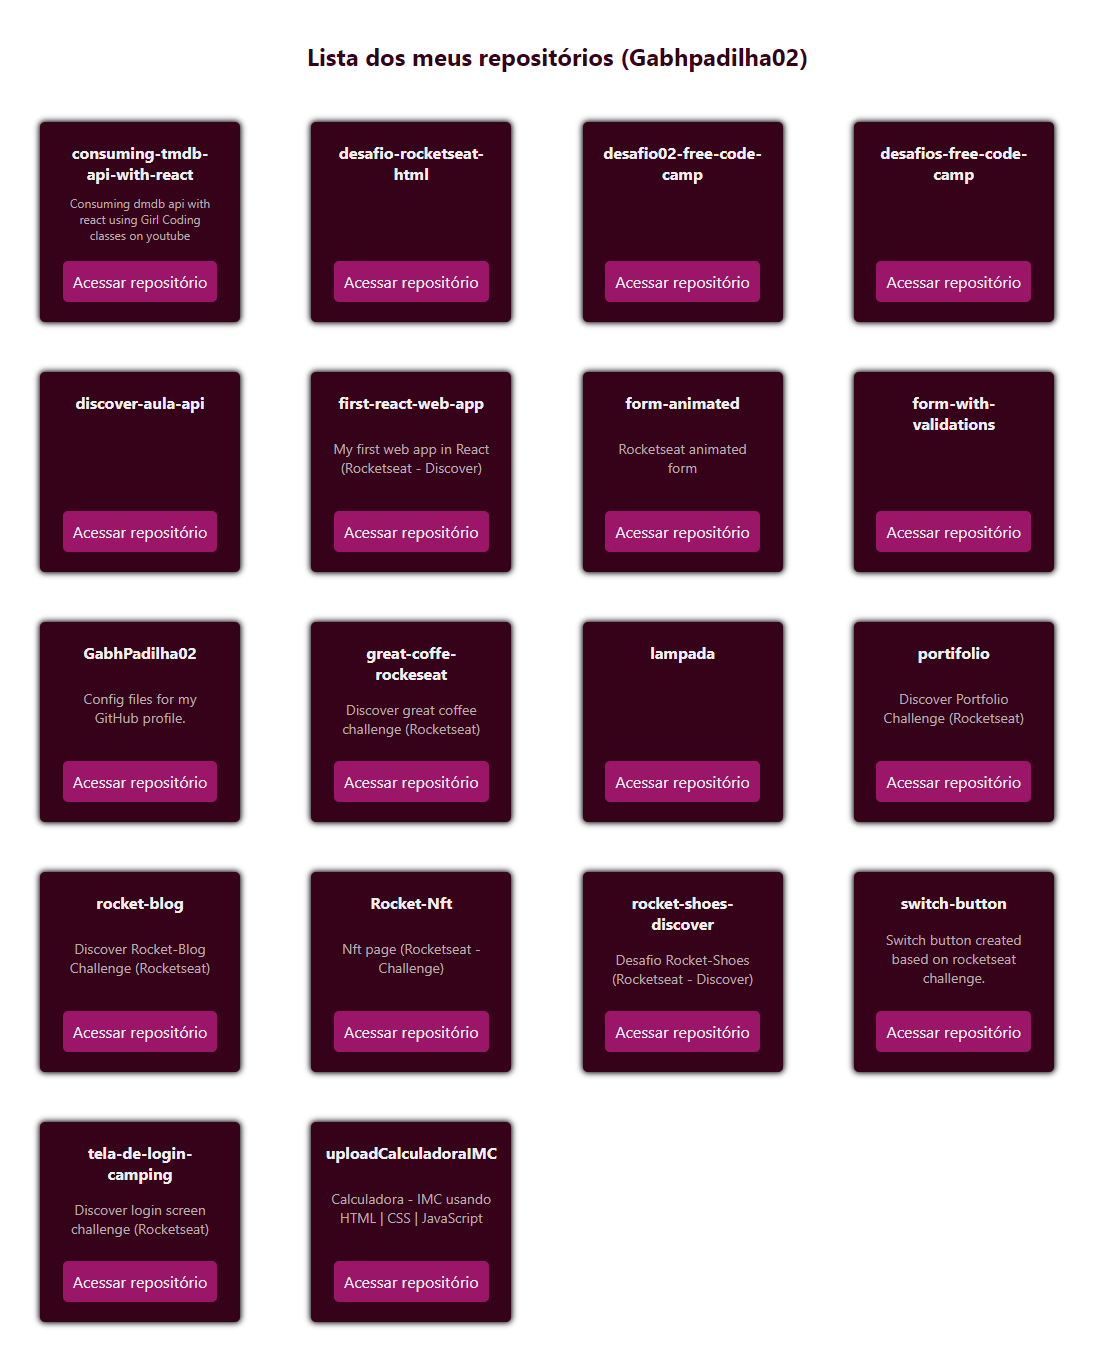 Lista dos meus repositórios (Gabhpadilha02)
consuming-tmdb-
api-with-react
Consuming dmdb api with
react using Girl Coding
classes on youtube
Acessar repositório
desafio-rocketseat-
html
Acessar repositório
desafio02-free-code-
camp
Acessar repositório
desafios-free-code-
camp
Acessar repositório
discover-aula-api
Acessar repositório
first-react-web-app
My first web app in React
(Rocketseat - Discover)
Acessar repositório
form-animated
Rocketseat animated
form
Acessar repositório
form-with-
validations
Acessar repositório
GabhPadilha02
Config files for my
GitHub profile.
Acessar repositório
great-coffe-
rockeseat
Discover great coffee
challenge (Rocketseat)
Acessar repositório
lampada
Acessar repositório
portifolio
Discover Portfolio
Challenge (Rocketseat)
Acessar repositório
rocket-blog
Discover Rocket-Blog
Challenge (Rocketseat)
Acessar repositório
Rocket-Nft
Nft page (Rocketseat -
Challenge)
Acessar repositório
rocket-shoes-
discover
Desafio Rocket-Shoes
(Rocketseat - Discover)
Acessar repositório
switch-button
Switch button created
based on rocketseat
challenge.
Acessar repositório
tela-de-login-
camping
Discover login screen
challenge (Rocketseat)
Acessar repositório
uploadCalculadoraIMC
Calculadora - IMC usando
HTML | CSS | JavaScript
Acessar repositório